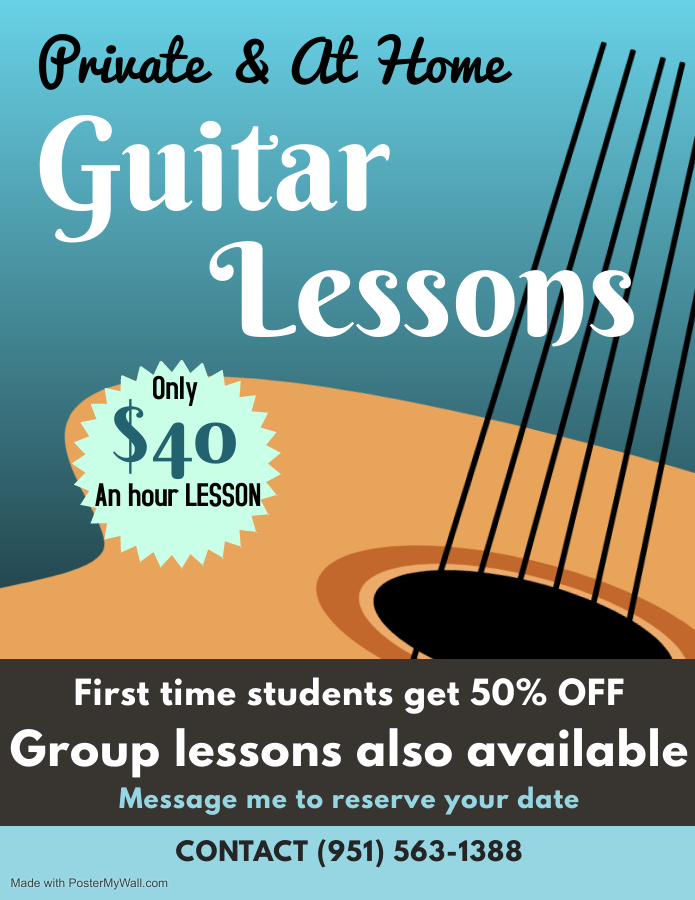 Private & At Home
Guitar
Lessons
Only
$40
An hour LESSON
First time students get 50% OFF
Group lessons also available
Message me to reserve your date
CONTACT (951) 563-1388
Made with PosterMyWall.com